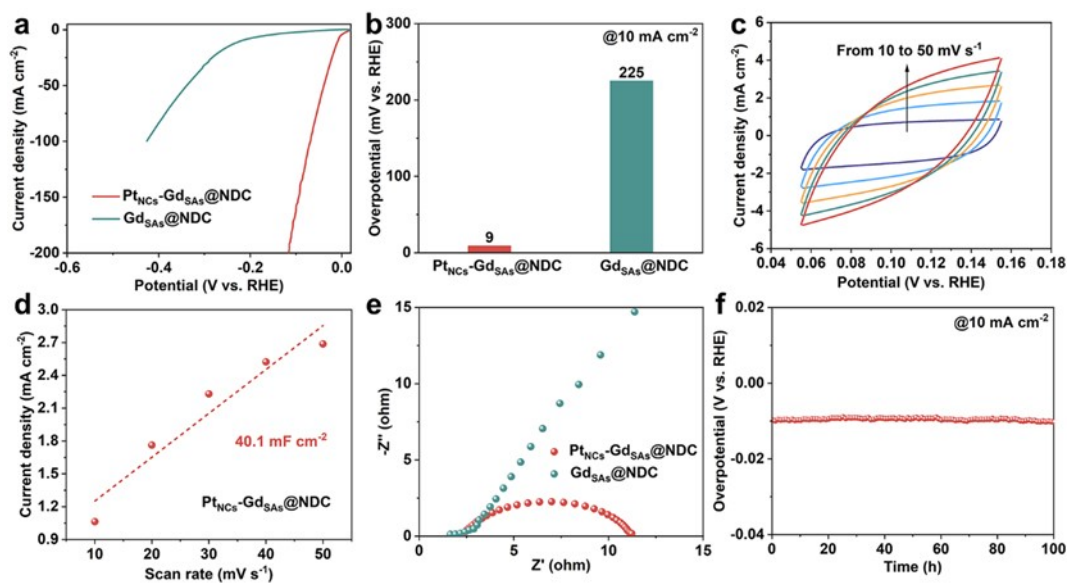 a
0
-50
-100
-150
-200
Current density (mA cm⁻²)
Pt_NCs-Gd_SAs@NDC
Gd_SAs@NDC
-0.6 -0.4 -0.2 0.0
Potential (V vs. RHE)
b
300
200
100
0
Overpotential (mV vs. RHE)
@10 mA cm⁻²
9
225
Pt_NCs-Gd_SAs@NDC Gd_SAs@NDC
c
6
4
2
0
-2
-4
-6
Current density (mA cm⁻²)
From 10 to 50 mV s⁻¹
0.04 0.06 0.08 0.10 0.12 0.14 0.16 0.18
Potential (V vs. RHE)
d
3.0
2.7
2.4
2.1
1.8
1.5
1.2
0.9
Current density (mA cm⁻²)
40.1 mF cm⁻²
Pt_NCs-Gd_SAs@NDC
10 20 30 40 50
Scan rate (mV s⁻¹)
e
15
10
5
0
-Z'' (ohm)
Pt_NCs-Gd_SAs@NDC
Gd_SAs@NDC
0 5 10 15
Z' (ohm)
f
0.02
0.00
-0.02
-0.04
Overpotential (V vs. RHE)
@10 mA cm⁻²
0 20 40 60 80 100
Time (h)